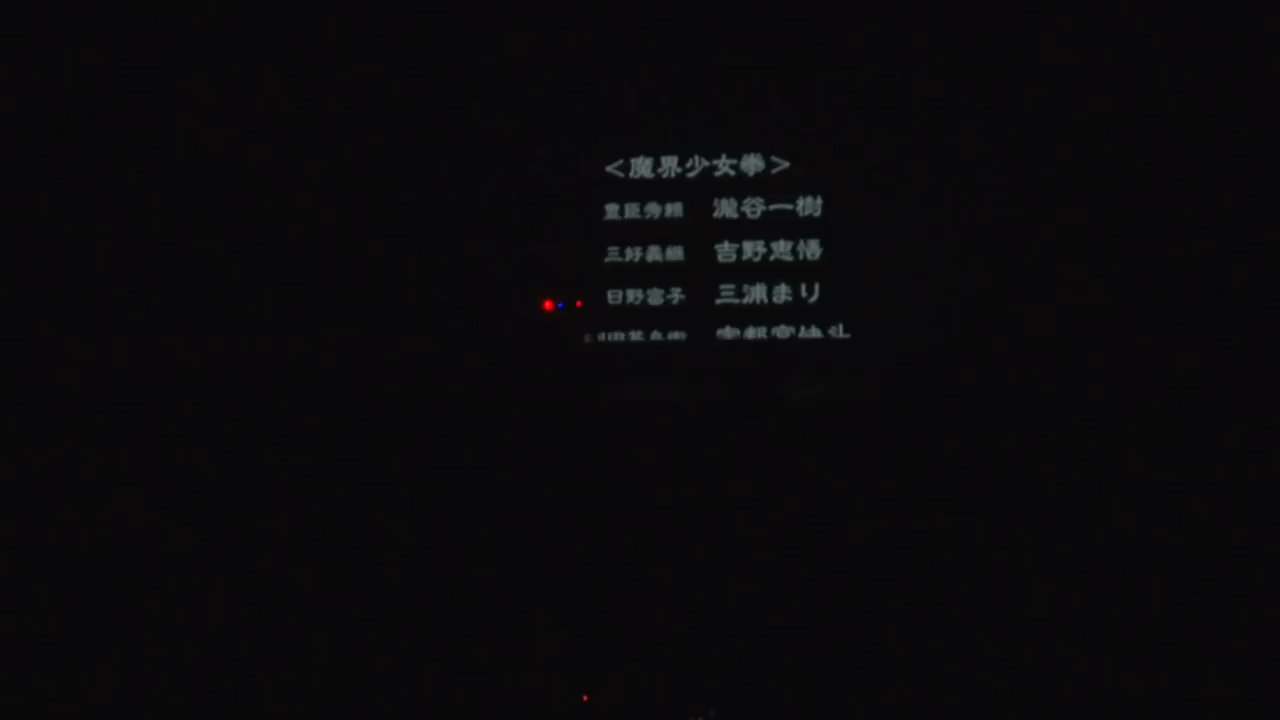 ＜魔界少女拳＞
豊臣秀頼　瀧谷一樹
三好義継　吉野恵悟
日野富子　三浦まり